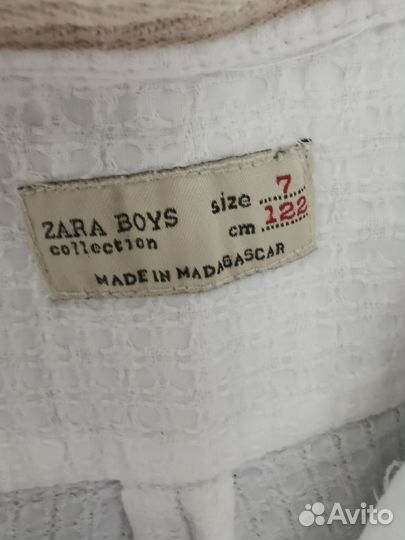 ZARA BOYS
collection
size 7
cm 122
MADE IN MADAGASCAR
Avito